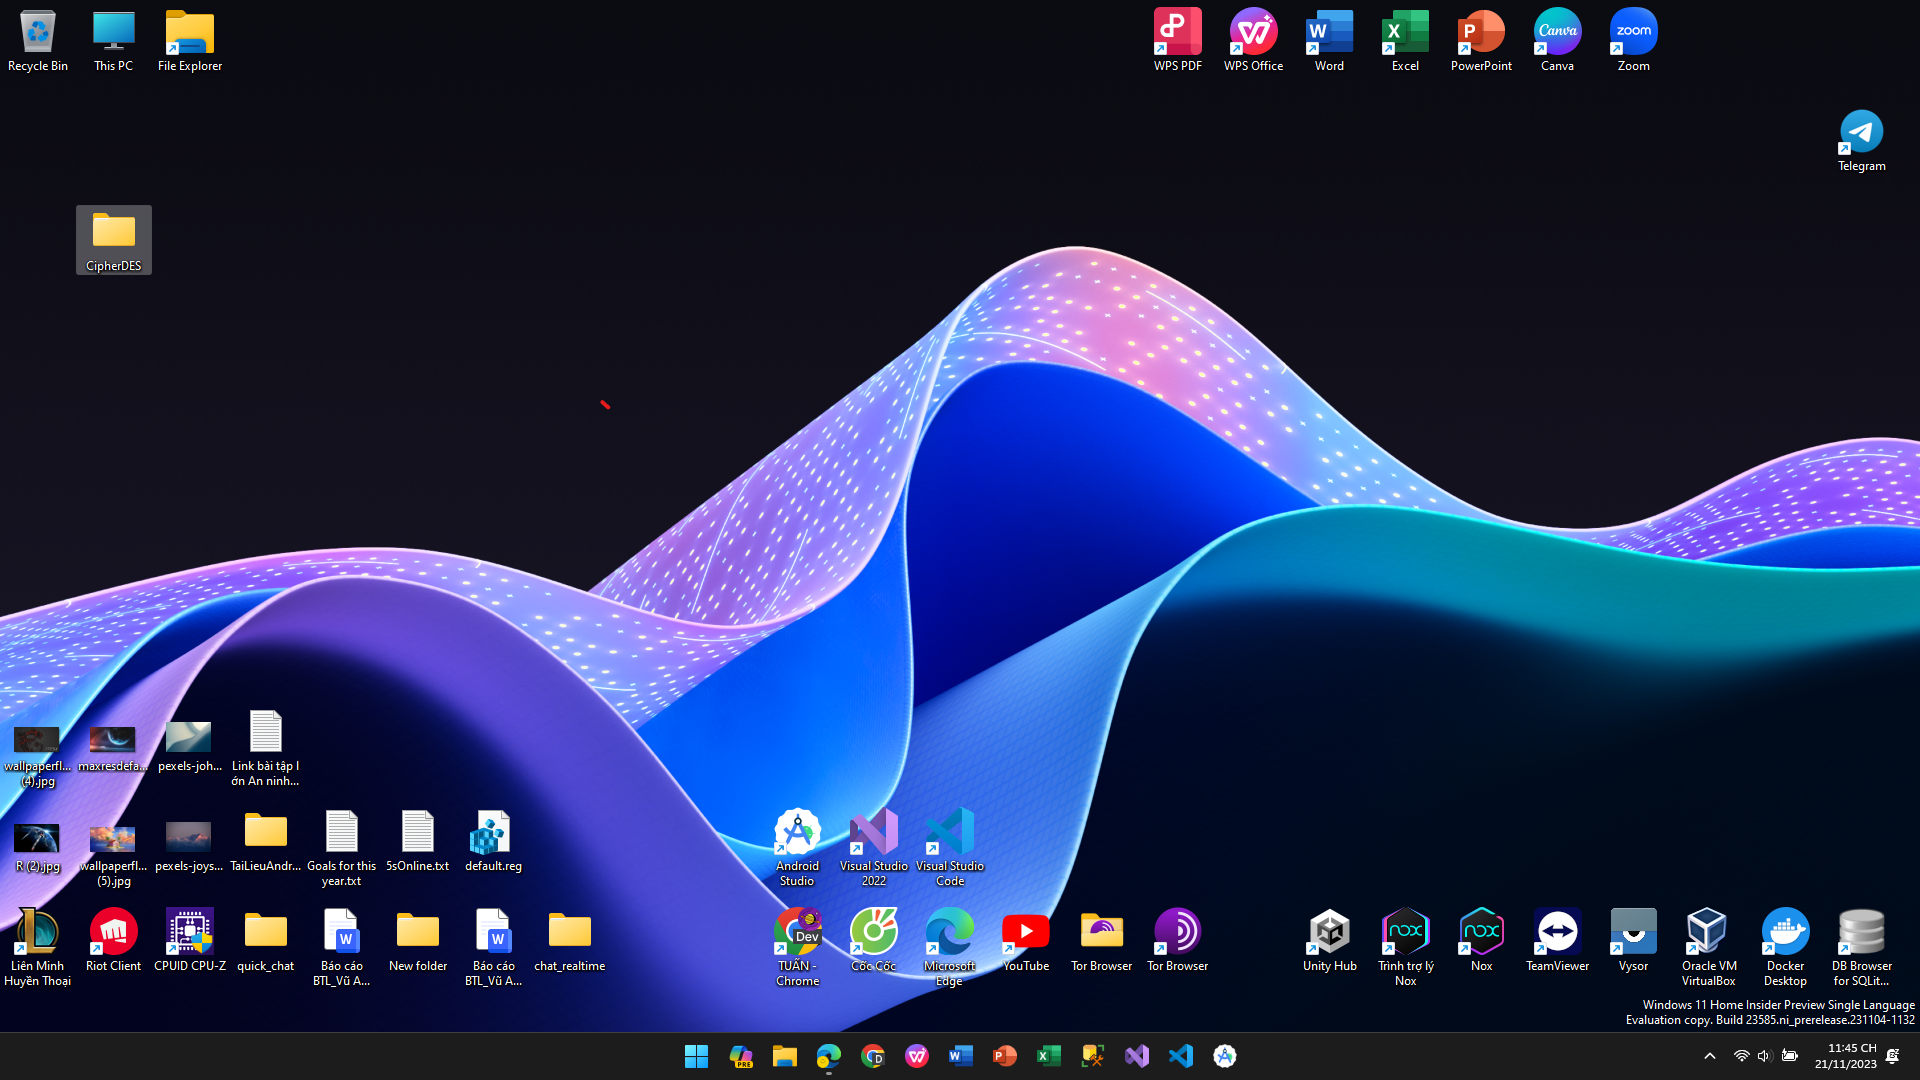 Recycle Bin
This PC
File Explorer
WPS PDF
WPS Office
Word
Excel
PowerPoint
Canva
zoom
Zoom
Telegram
CipherDES
wallpaperfl...
(4).jpg
maxresdefa...
pexels-joh...
Link bài tập l
ớn An ninh...
R (2).jpg
wallpaperfl...
(5).jpg
pexels-joys...
TaiLieuAndr...
Goals for this
year.txt
5sOnline.txt
default.reg
Android
Studio
Visual Studio
2022
Visual Studio
Code
Liên Minh
Huyền Thoại
Riot Client
CPUID CPU-Z
quick_chat
Báo cáo
BTL_Vũ A...
New folder
Báo cáo
BTL_Vũ A...
chat_realtime
Dev
TUẤN -
Chrome
Cốc Cốc
Microsoft
Edge
YouTube
Tor Browser
Tor Browser
Unity Hub
nox
Trình trợ lý
Nox
nox
Nox
TeamViewer
Vysor
Oracle VM
VirtualBox
Docker
Desktop
DB Browser
for SQLit...
Windows 11 Home Insider Preview Single Language
Evaluation copy. Build 23585.ni_prerelease.231104-1132
PRE
11:45 CH
21/11/2023